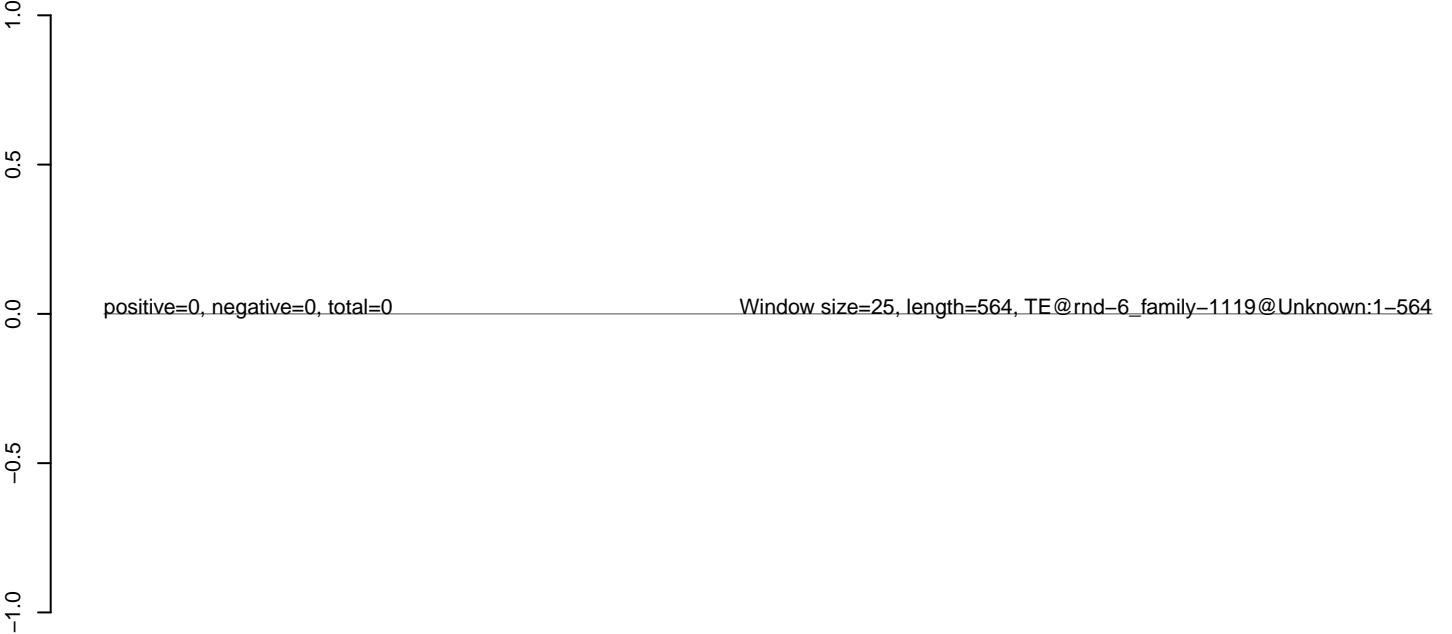 1.0
0.5
0.0
−0.5
−1.0
positive=0, negative=0, total=0
Window size=25, length=564, TE@rnd−6_family−1119@Unknown:1−564